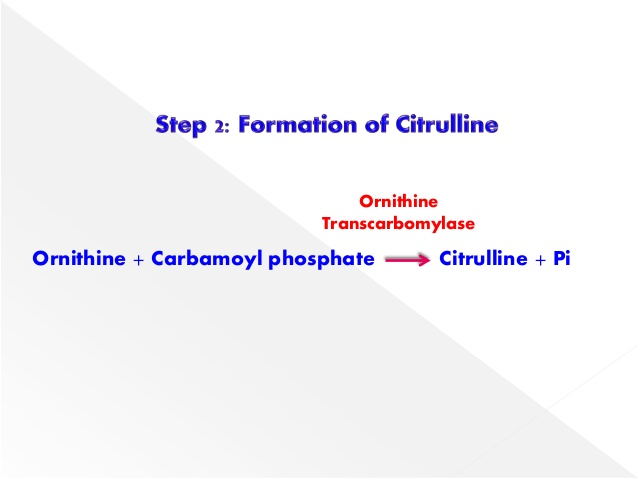 Step 2: Formation of Citrulline
Ornithine
Transcarbomylase
Ornithine + Carbamoyl phosphate Citrulline + Pi